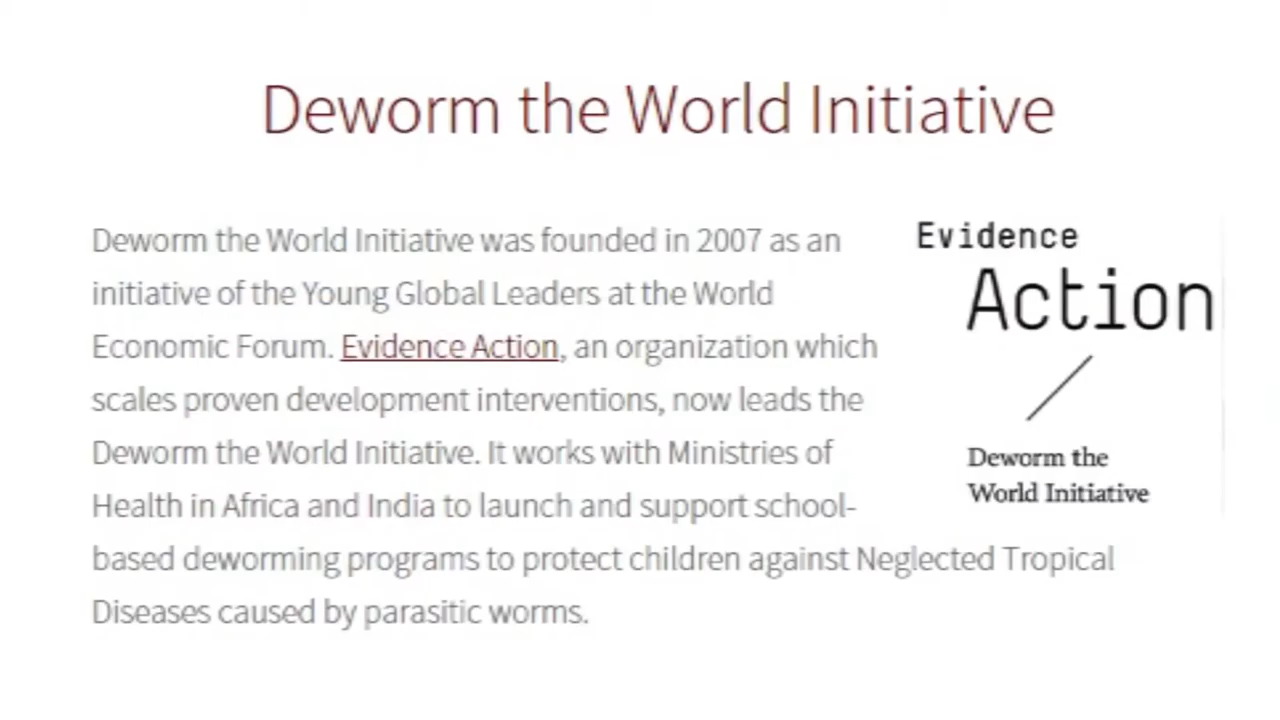 Deworm the World Initiative
Deworm the World Initiative was founded in 2007 as an
initiative of the Young Global Leaders at the World
Economic Forum. Evidence Action, an organization which
scales proven development interventions, now leads the
Deworm the World Initiative. It works with Ministries of
Health in Africa and India to launch and support school-
based deworming programs to protect children against Neglected Tropical
Diseases caused by parasitic worms.
Evidence
Action
Deworm the
World Initiative